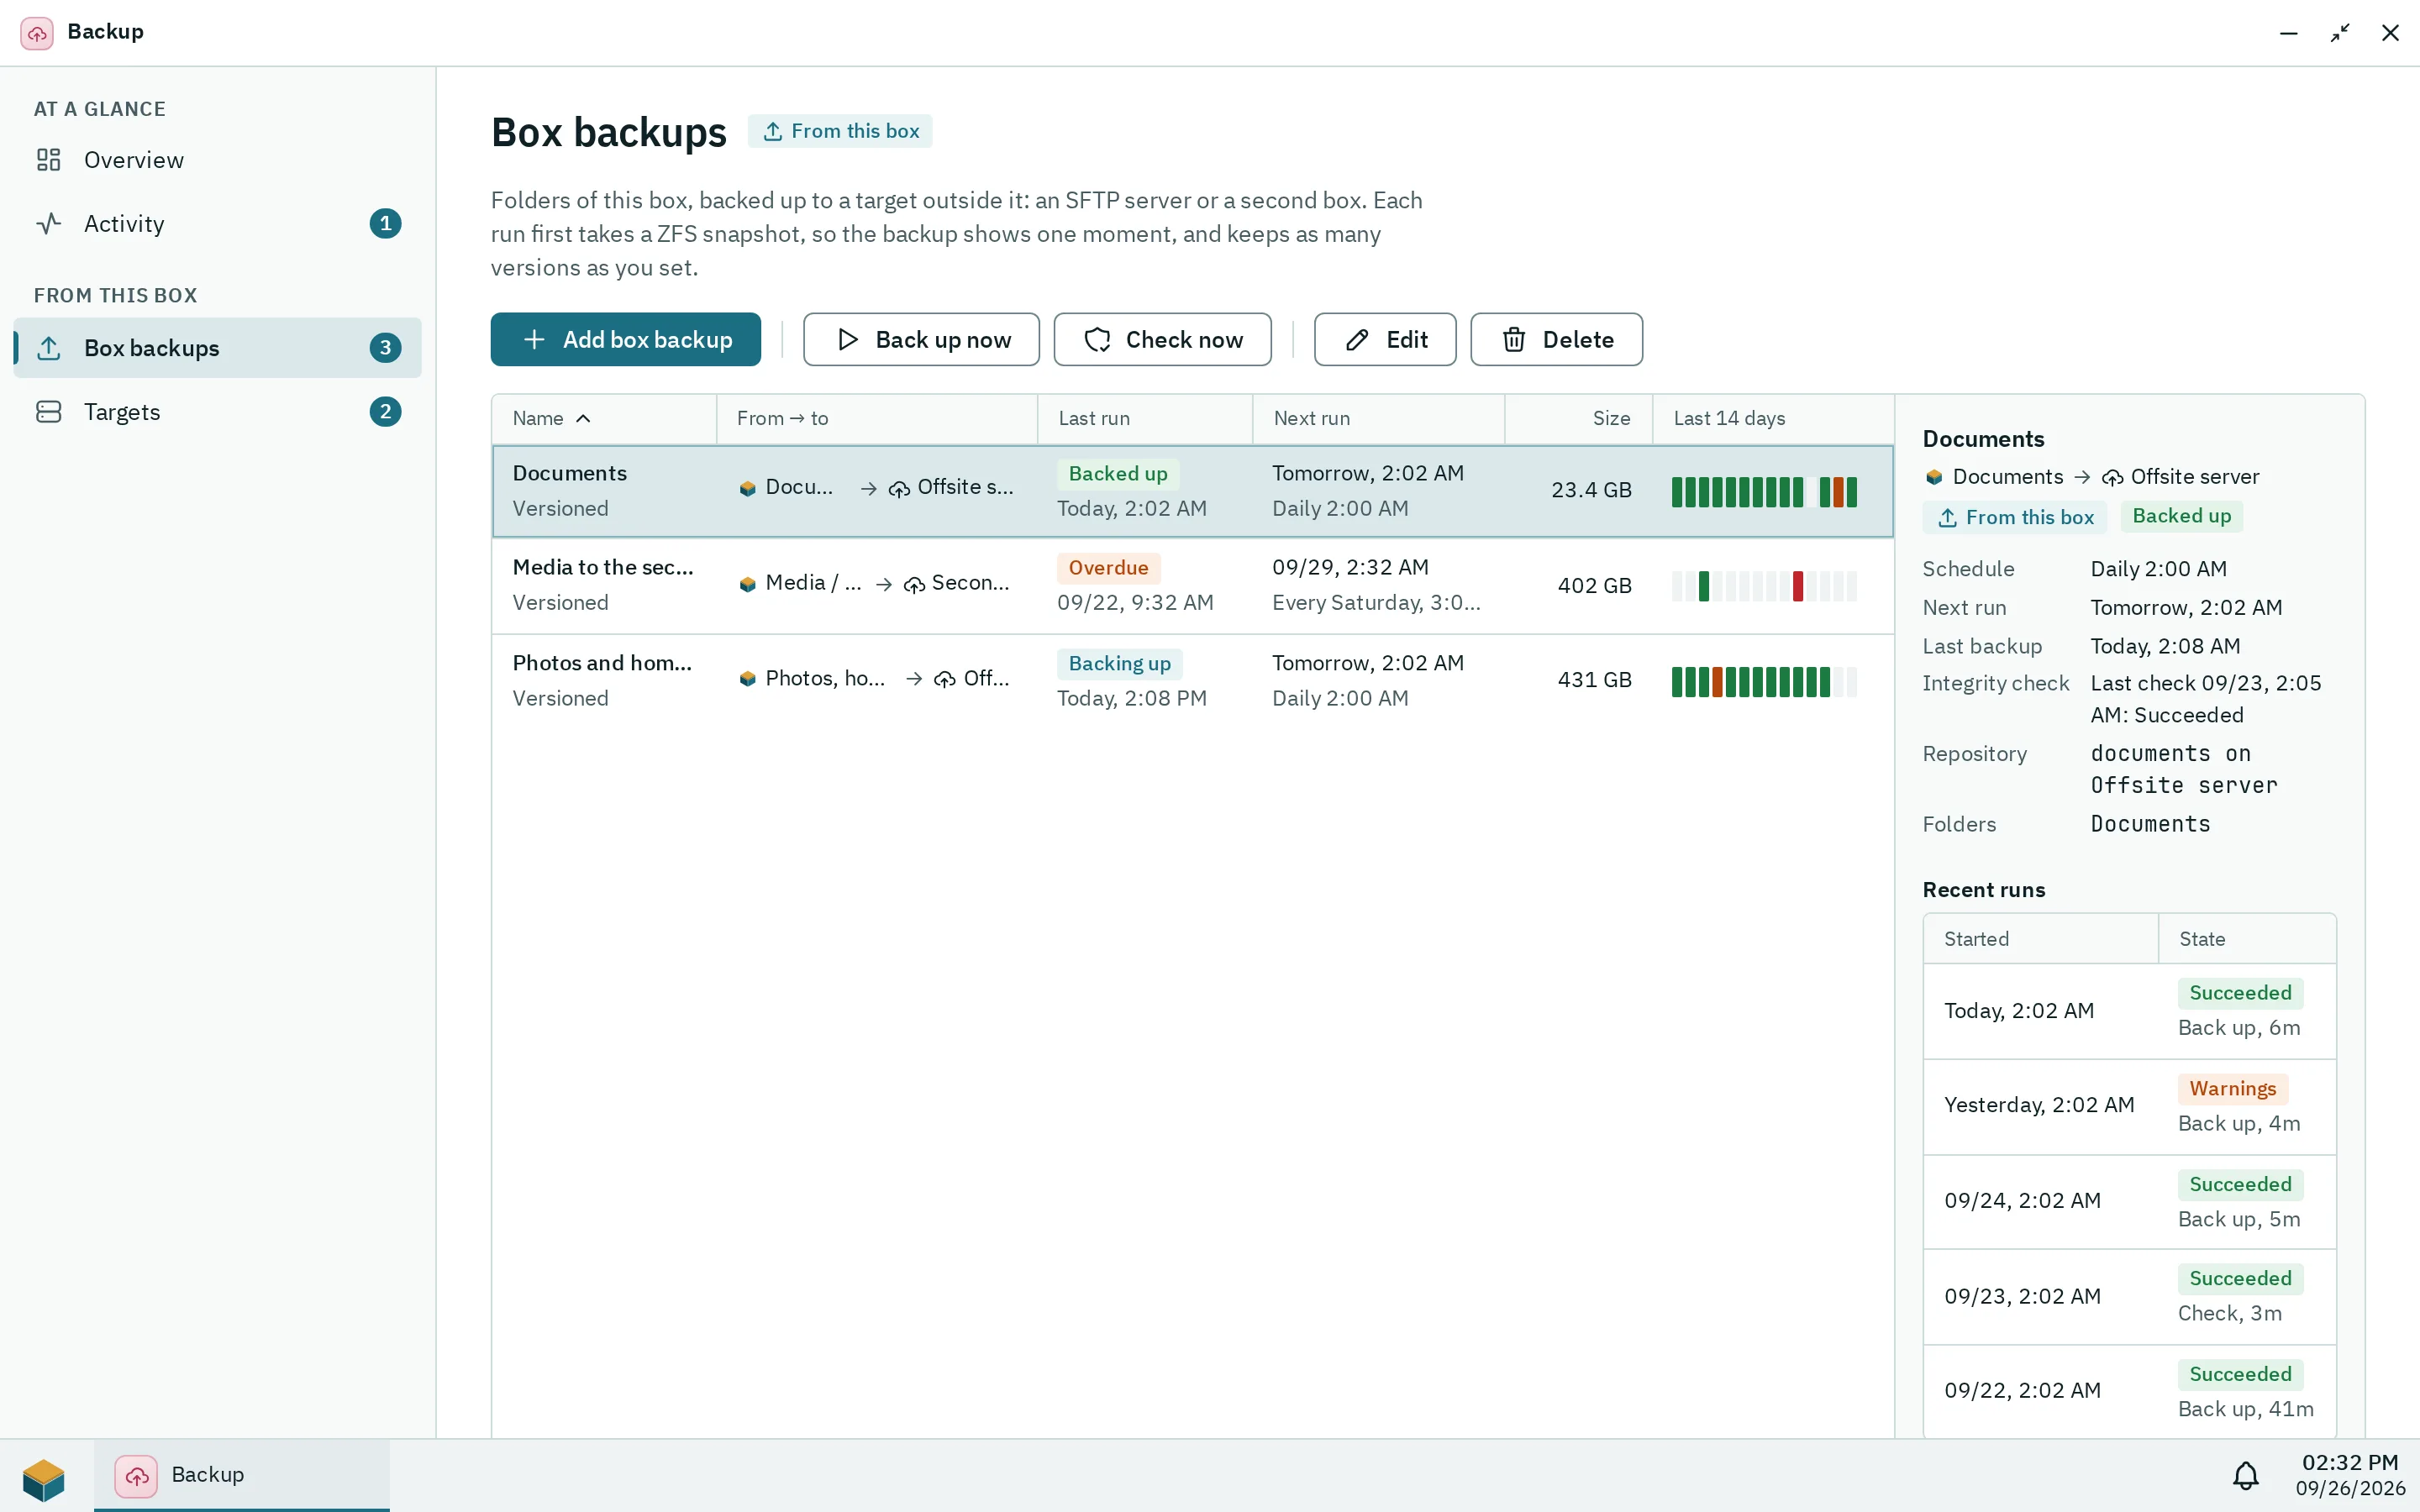 Backup
AT A GLANCE
Overview
Activity
1
FROM THIS BOX
Box backups
3
Targets
2
Box backups
From this box
Folders of this box, backed up to a target outside it: an SFTP server or a second box. Each
run first takes a ZFS snapshot, so the backup shows one moment, and keeps as many
versions as you set.
Add box backup
Back up now
Check now
Edit
Delete
Name
From → to
Last run
Next run
Size
Last 14 days
Documents
Versioned
Docu... → Offsite s...
Backed up
Today, 2:02 AM
Tomorrow, 2:02 AM
Daily 2:00 AM
23.4 GB
Media to the sec...
Versioned
Media / ... → Secon...
Overdue
09/22, 9:32 AM
09/29, 2:32 AM
Every Saturday, 3:0...
402 GB
Photos and hom...
Versioned
Photos, ho... → Off...
Backing up
Today, 2:08 PM
Tomorrow, 2:02 AM
Daily 2:00 AM
431 GB
Documents
Documents → Offsite server
From this box
Backed up
Schedule
Daily 2:00 AM
Next run
Tomorrow, 2:02 AM
Last backup
Today, 2:08 AM
Integrity check
Last check 09/23, 2:05
AM: Succeeded
Repository
documents on
Offsite server
Folders
Documents
Recent runs
Started
State
Today, 2:02 AM
Succeeded
Back up, 6m
Yesterday, 2:02 AM
Warnings
Back up, 4m
09/24, 2:02 AM
Succeeded
Back up, 5m
09/23, 2:02 AM
Succeeded
Check, 3m
09/22, 2:02 AM
Succeeded
Back up, 41m
Backup
02:32 PM
09/26/2026